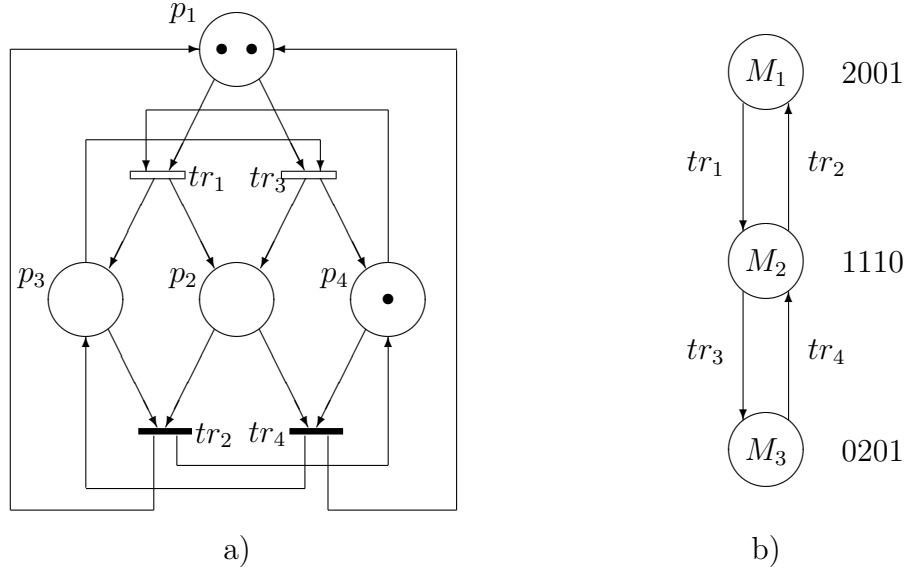 p1
tr1 tr3
p3 p2 p4
tr2 tr4
a)
M1 2001
tr1 tr2
M2 1110
tr3 tr4
M3 0201
b)